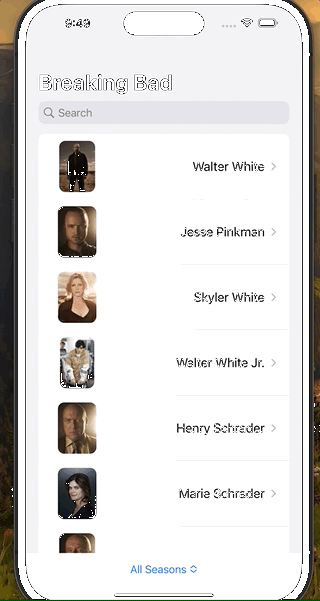 9:49
Breaking Bad
Search
Walter White
Jesse Pinkman
Skyler White
Walter White Jr.
Henry Schrader
Marie Schrader
All Seasons